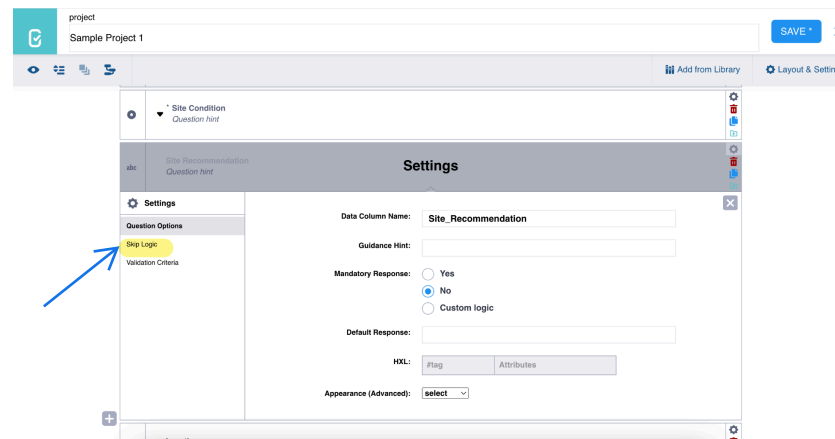 project
Sample Project 1
SAVE *
Add from Library
Layout & Settin
* Site Condition
Question hint
abc
Site Recommendation
Question hint
Settings
Settings
Question Options
Skip Logic
Validation Criteria
Data Column Name:
Site_Recommendation
Guidance Hint:
Mandatory Response:
Yes
No
Custom logic
Default Response:
HXL:
#tag
Attributes
Appearance (Advanced):
select